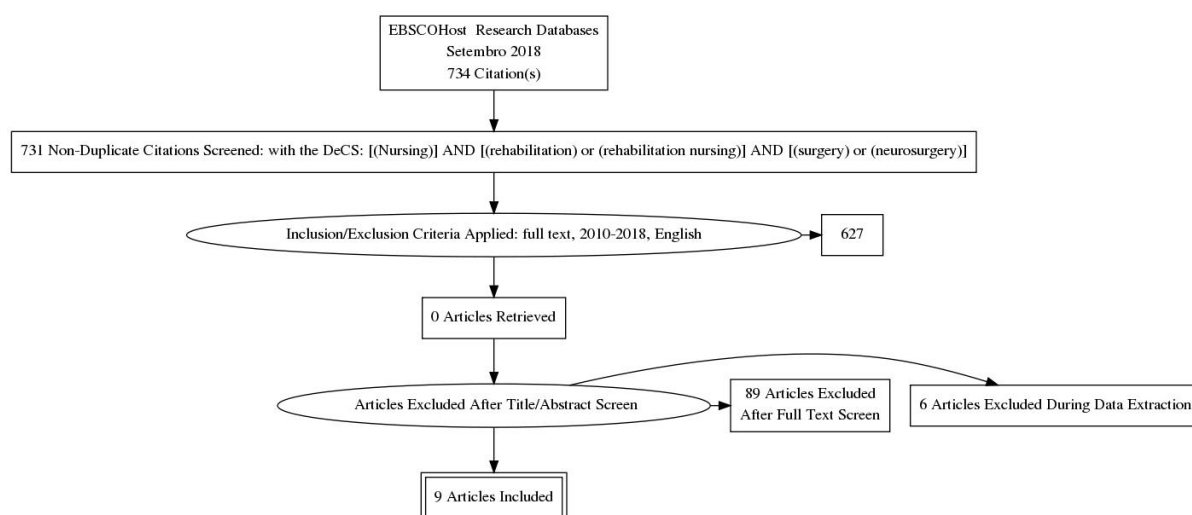 EBSCOHost Research Databases
Setembro 2018
734 Citation(s)
731 Non-Duplicate Citations Screened: with the DeCS: [(Nursing)] AND [(rehabilitation) or (rehabilitation nursing)] AND [(surgery) or (neurosurgery)]
Inclusion/Exclusion Criteria Applied: full text, 2010-2018, English
627
0 Articles Retrieved
Articles Excluded After Title/Abstract Screen
89 Articles Excluded
After Full Text Screen
6 Articles Excluded During Data Extraction
9 Articles Included